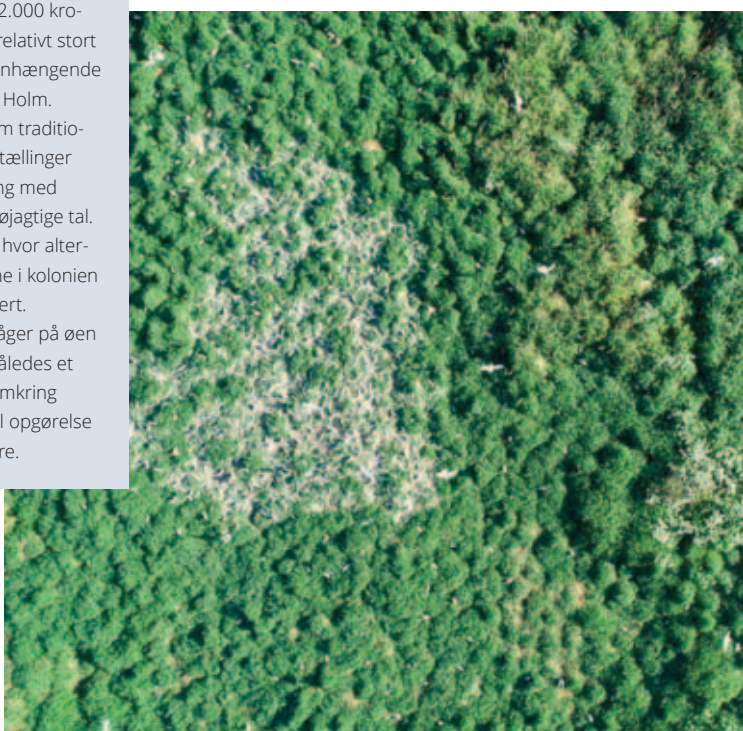 2.000 kro-
relativt stort
nhængende
Holm.
m traditio-
tællinger
ng med
øjagtige tal.
hvor alter-
ne i kolonien
ert.
åger på øen
åledes et
mkring
l opgørelse
re.